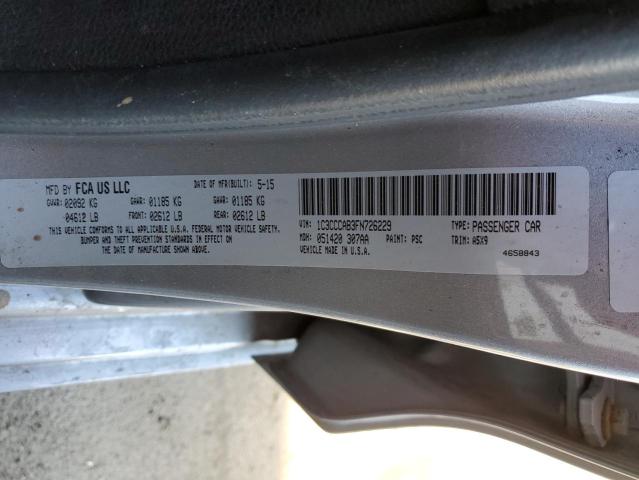 MFD BY FCA US LLC DATE OF MFR(BUILT): 5-15
GVWR: 02092 KG GAWR: 01185 KG GAWR: 01185 KG
04612 LB FRONT: 02612 LB REAR: 02612 LB
THIS VEHICLE CONFORMS TO ALL APPLICABLE U.S.A. FEDERAL MOTOR VEHICLE SAFETY,
BUMPER AND THEFT PREVENTION STANDARDS IN EFFECT ON
THE DATE OF MANUFACTURE SHOWN ABOVE.
VIN: 1C3CCCAB3FN726229 TYPE: PASSENGER CAR
MDH: 051420 307AA PAINT: PSC TRIM: A5X9
VEHICLE MADE IN U.S.A. 4658843